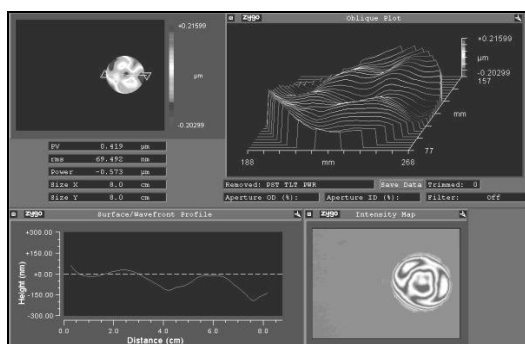 +0.21599
µm
-0.20299
PV 0.419 µm
rms 69.492 nm
Power -0.573 µm
Size X 8.0 cm
Size Y 8.0 cm
zygo Oblique Plot
+0.21599
µm
-0.20299
157
mm
77
188 mm 268
Removed: PST TLT PWR Save Data Trimmed: 0
Aperture OD (%): Aperture ID (%): Filter: Off
zygo Surface/Wavefront Profile
+300.00
+150.00
+0.00
-150.00
-300.00
Height (nm)
0.0 2.0 4.0 6.0 8.0
Distance (cm)
zygo Intensity Map